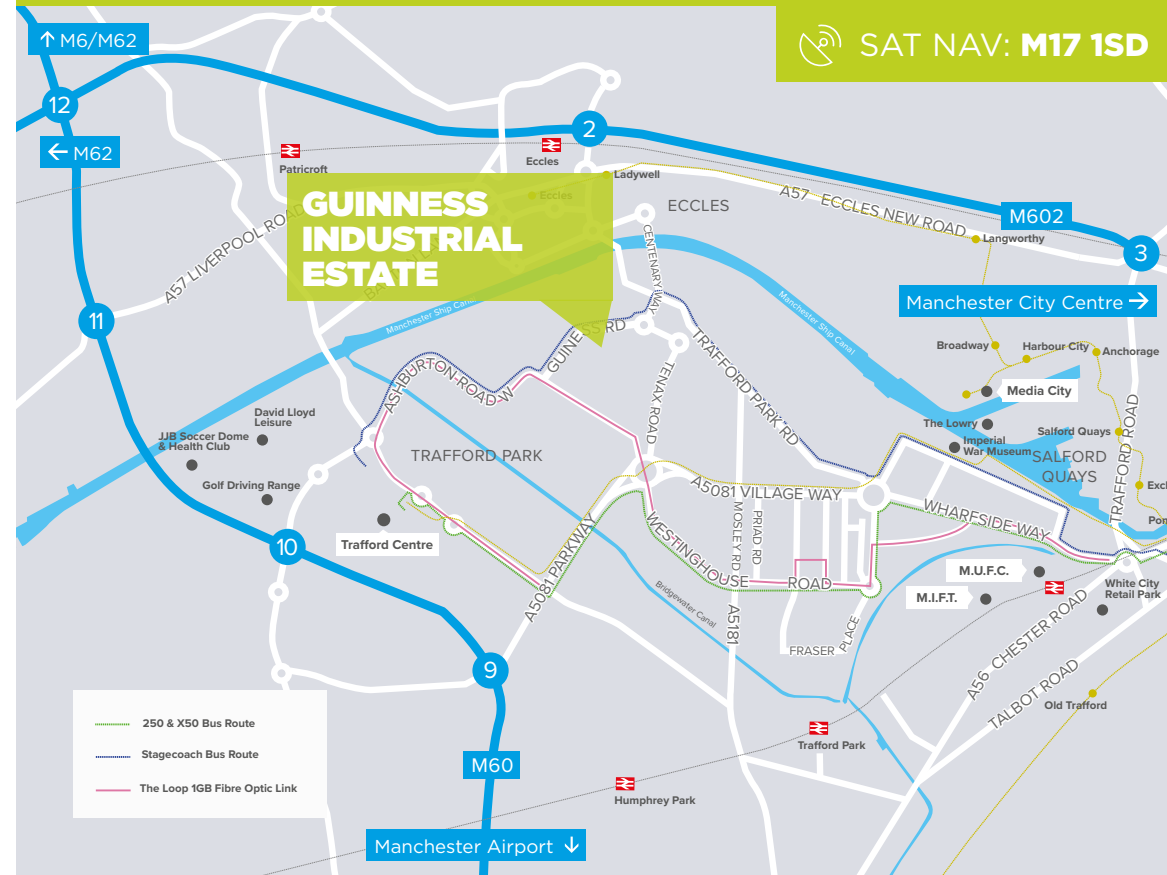 ↑ M6/M62
SAT NAV: M17 1SD
12
← M62
2
Patricroft
Eccles
Ladywell
Eccles
GUINNESS
INDUSTRIAL
ESTATE
ECCLES
A57 ECCLES NEW ROAD
M602
Langworthy
3
A57 LIVERPOOL ROAD
CENTENARY WAY
Manchester City Centre →
Manchester Ship Canal
Manchester Ship Canal
11
GUINESS RD
TRAFFORD PARK RD
Broadway
Harbour City
Anchorage
ASHBURTON ROAD W
TENAX ROAD
Media City
David Lloyd
Leisure
JJB Soccer Dome
& Health Club
The Lowry
Salford Quays
Imperial
War Museum
TRAFFORD ROAD
TRAFFORD PARK
SALFORD
QUAYS
Golf Driving Range
A5081 VILLAGE WAY
Excl
Trafford Centre
WHARFSIDE WAY
Pon
10
A5081 PARKWAY
WESTINGHOUSE ROAD
MOSLEY RD
PRIAD RD
M.U.F.C.
M.I.F.T.
White City
Retail Park
Bridgewater Canal
A5181
FRASER PLACE
A56 CHESTER ROAD
TALBOT ROAD
9
Old Trafford
250 & X50 Bus Route
Stagecoach Bus Route
The Loop 1GB Fibre Optic Link
Trafford Park
M60
Humphrey Park
Manchester Airport ↓